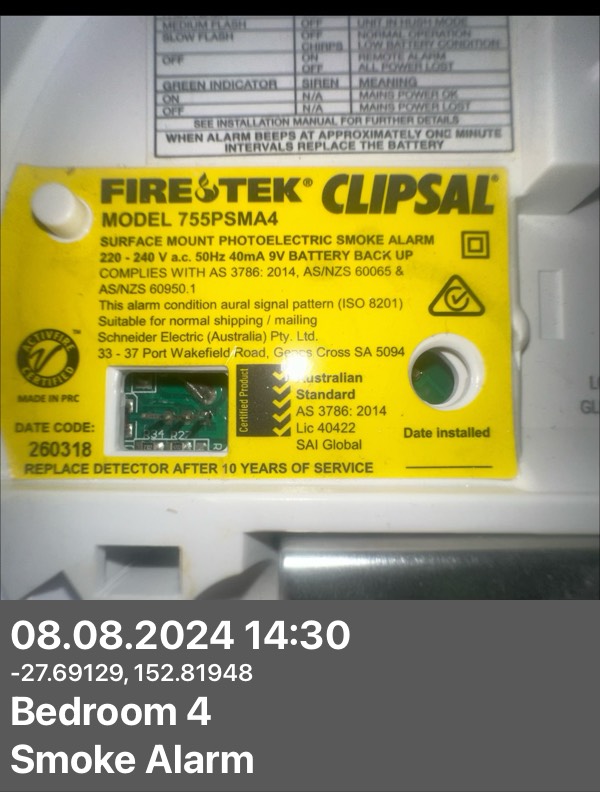 MEDIUM FLASH OFF UNIT IN HUSH MODE
SLOW FLASH OFF NORMAL OPERATION
CHIRPS LOW BATTERY CONDITION
OFF ON REMOTE ALARM
OFF ALL POWER LOST
GREEN INDICATOR SIREN MEANING
ON N/A MAINS POWER OK
OFF N/A MAINS POWER LOST
SEE INSTALLATION MANUAL FOR FURTHER DETAILS
WHEN ALARM BEEPS AT APPROXIMATELY ONE MINUTE
INTERVALS REPLACE THE BATTERY
FIRETEK® CLIPSAL®
MODEL 755PSMA4
SURFACE MOUNT PHOTOELECTRIC SMOKE ALARM
220 - 240 V a.c. 50Hz 40mA 9V BATTERY BACK UP
COMPLIES WITH AS 3786: 2014, AS/NZS 60065 &
AS/NZS 60950.1
This alarm condition aural signal pattern (ISO 8201)
Suitable for normal shipping / mailing
Schneider Electric (Australia) Pty. Ltd.
33 - 37 Port Wakefield Road, Cross SA 5094
ACTIVFIRE
CERTIFIED
™
MADE IN PRC
DATE CODE:
260318
Certified Product
Australian
Standard
AS 3786: 2014
Lic 40422
SAI Global
Date installed
REPLACE DETECTOR AFTER 10 YEARS OF SERVICE
08.08.2024 14:30
-27.69129, 152.81948
Bedroom 4
Smoke Alarm